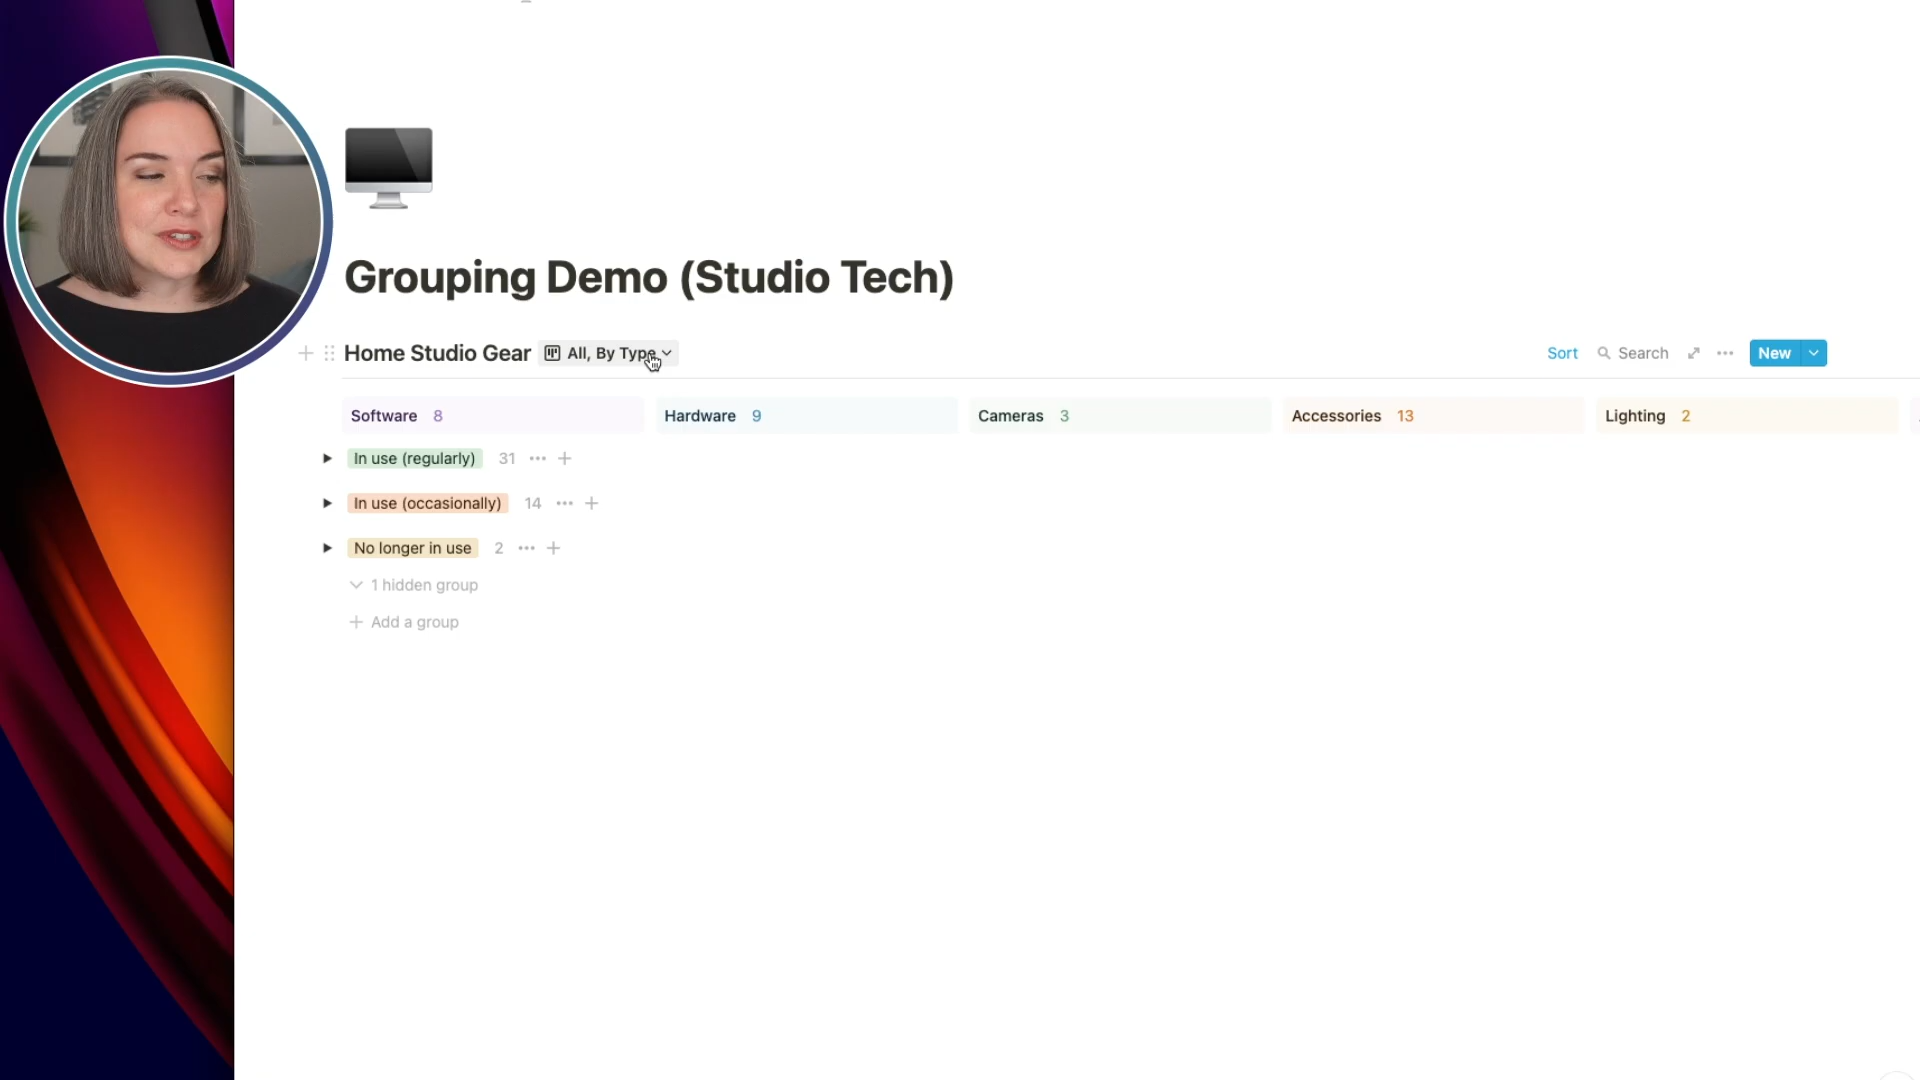 Grouping Demo (Studio Tech)
Home Studio Gear All, By Type Sort Search New
Software 8 Hardware 9 Cameras 3 Accessories 13 Lighting 2
In use (regularly) 31
In use (occasionally) 14
No longer in use 2
1 hidden group
Add a group